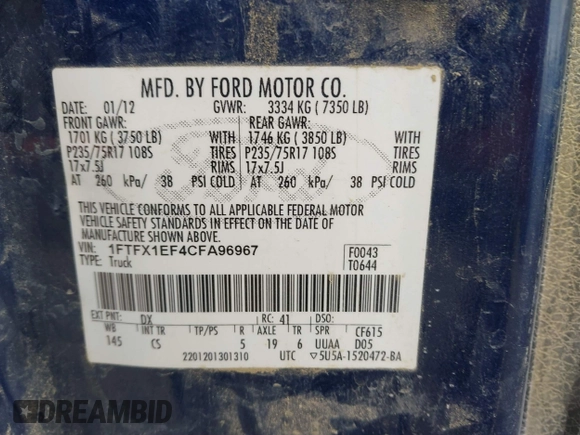 MFD. BY FORD MOTOR CO.
DATE: 01/12 GVWR: 3334 KG ( 7350 LB)
FRONT GAWR: REAR GAWR:
1701 KG ( 3750 LB) WITH 1746 KG ( 3850 LB) WITH
P235/75R17 108S TIRES P235/75R17 108S TIRES
17x7.5J RIMS 17x7.5J RIMS
AT 260 kPa/ 38 PSI COLD AT 260 kPa/ 38 PSI COLD
THIS VEHICLE CONFORMS TO ALL APPLICABLE FEDERAL MOTOR
VEHICLE SAFETY STANDARDS IN EFFECT ON THE DATE OF
MANUFACTURE SHOWN ABOVE.
VIN: 1FTFX1EF4CFA96967 F0043
TYPE: Truck T0644
EXT PNT: DX RC: 41 DSO:
WB INT TR TP/PS R AXLE TR SPR CF615
145 CS 5 19 6 UUAA D05
2201201301310 UTC ▽5U5A-1520472-BA
DREAMBID